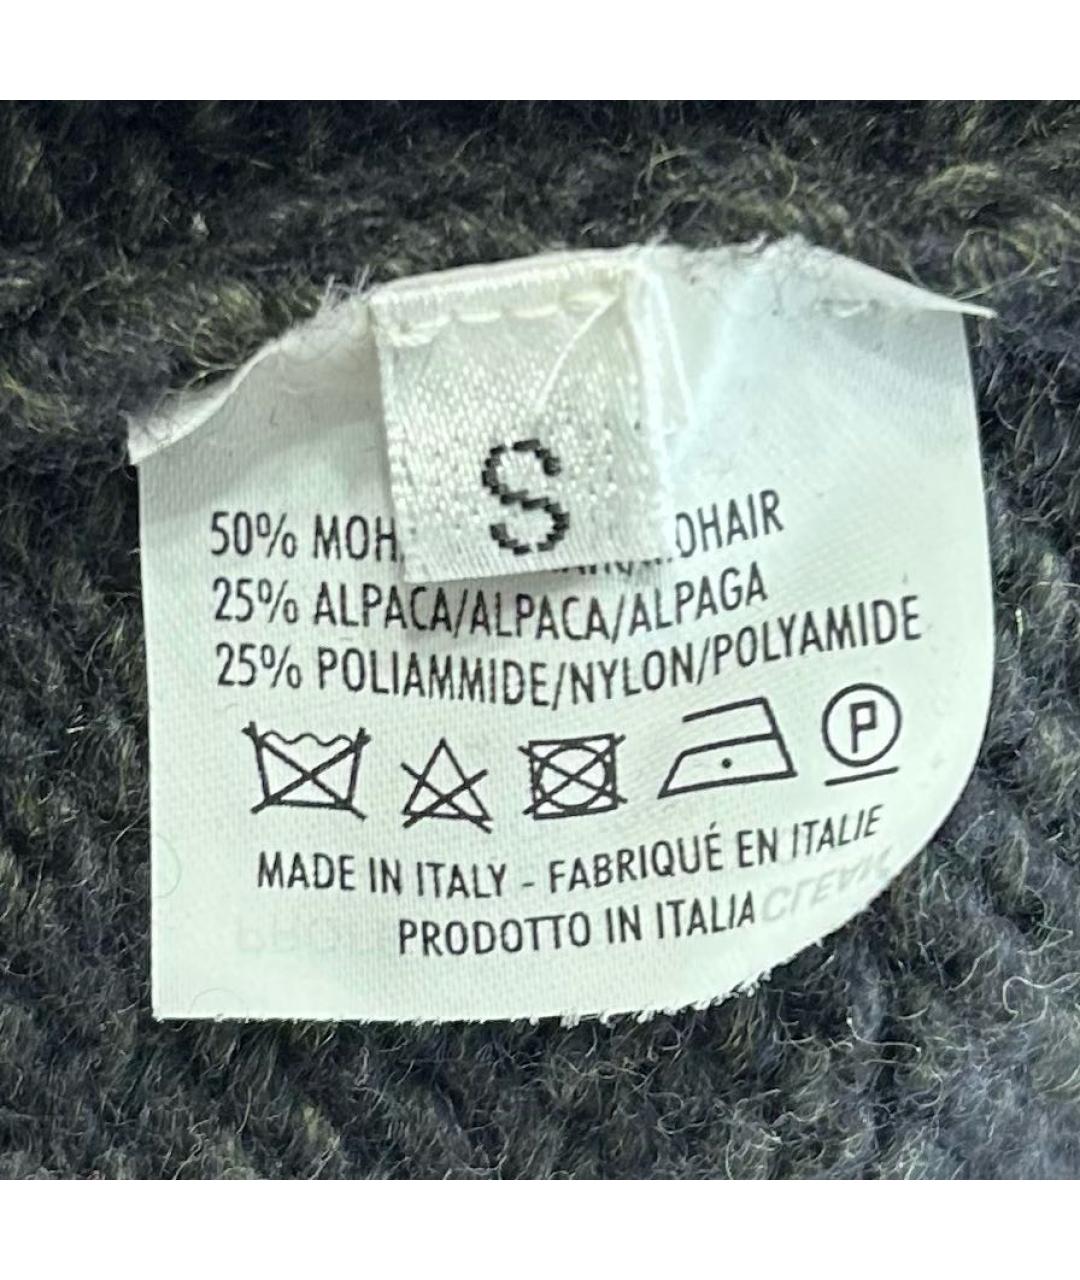 S
50% MOH OHAIR
25% ALPACA/ALPACA/ALPAGA
25% POLIAMMIDE/NYLON/POLYAMIDE
P
MADE IN ITALY - FABRIQUÉ EN ITALIE
PRODOTTO IN ITALIA